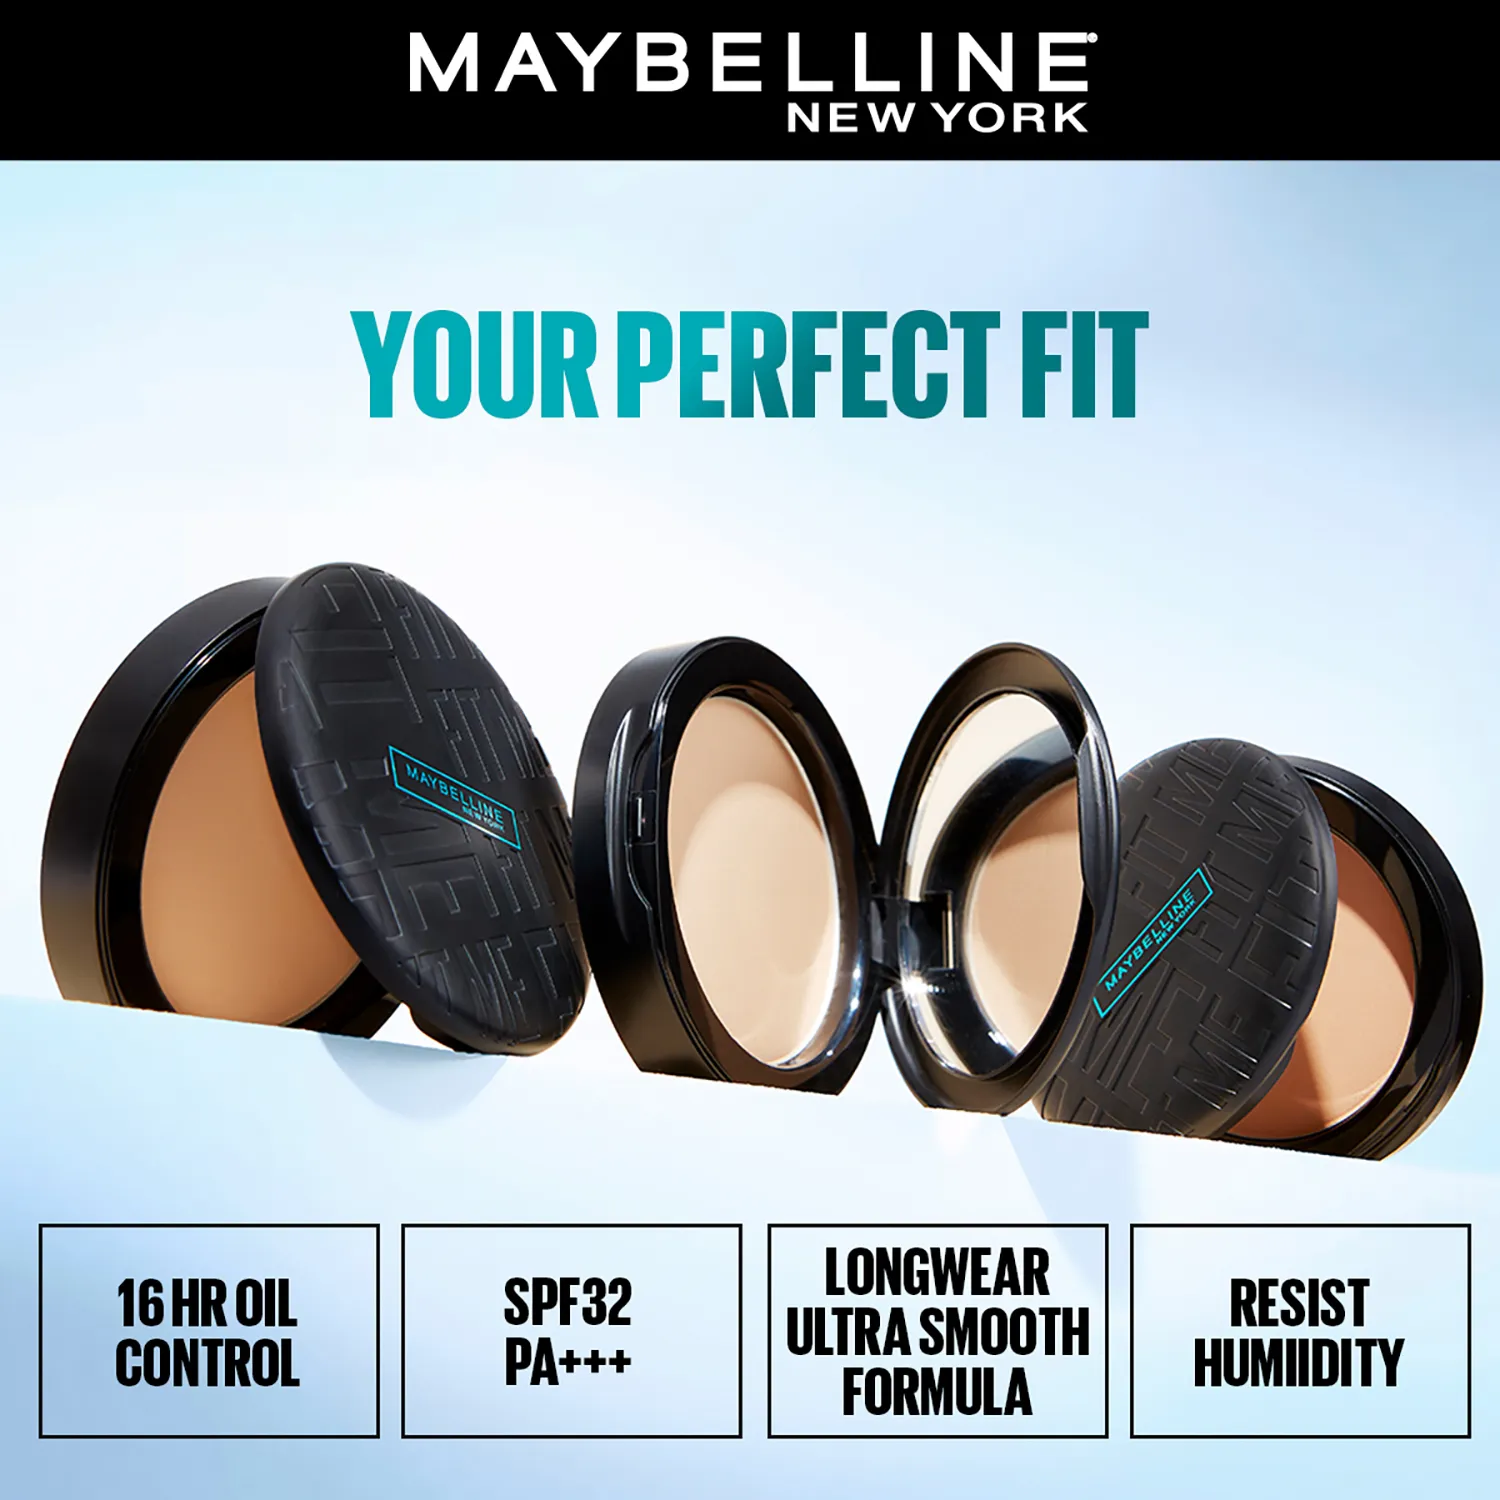 MAYBELLINE
NEW YORK
YOUR PERFECT FIT
MAYBELLINE
NEW YORK
MAYBELLINE
NEW YORK
16 HR OIL
CONTROL
SPF32
PA+++
LONGWEAR
ULTRA SMOOTH
FORMULA
RESIST
HUMIIDITY